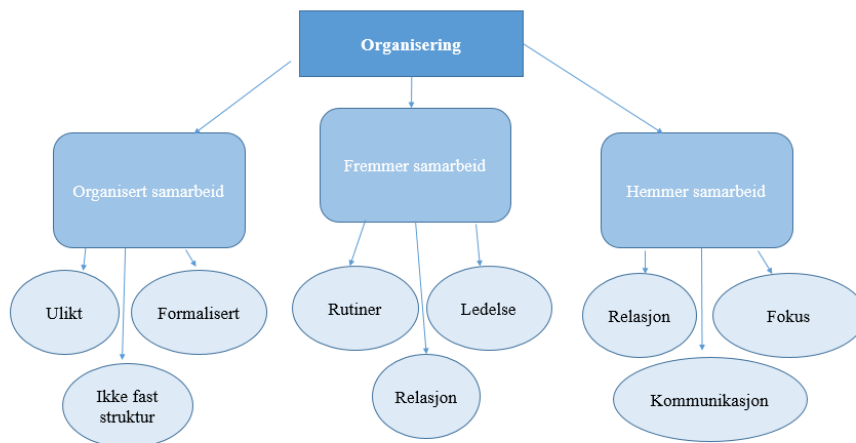 Organisering
Organisert samarbeid
Fremmer samarbeid
Hemmer samarbeid
Ulikt
Formalisert
Ikke fast
struktur
Rutiner
Ledelse
Relasjon
Relasjon
Fokus
Kommunikasjon